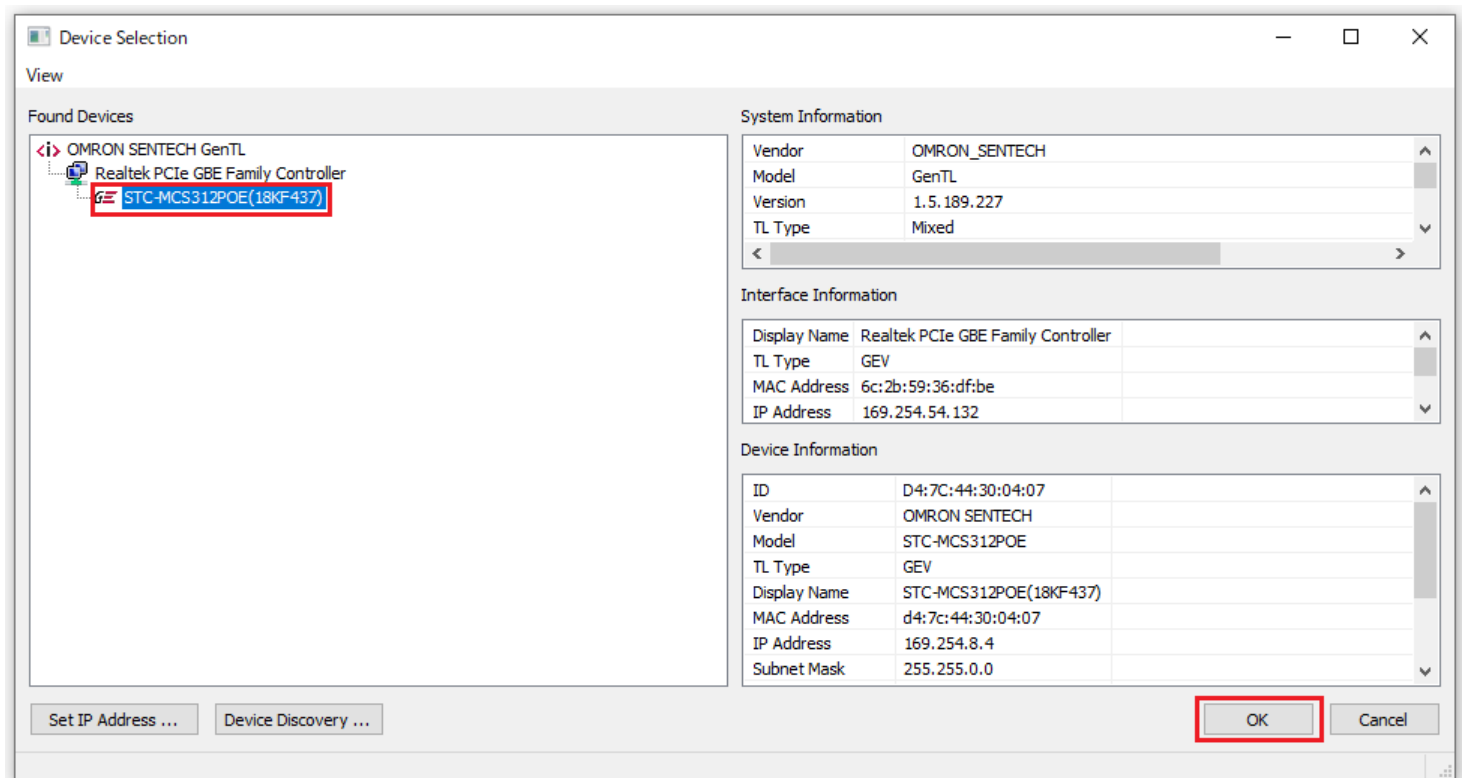 Device Selection
View
Found Devices
OMRON SENTECH GenTL
Realtek PCIe GBE Family Controller
STC-MCS312POE(18KF437)
System Information
Vendor OMRON_SENTECH
Model GenTL
Version 1.5.189.227
TL Type Mixed
Interface Information
Display Name Realtek PCIe GBE Family Controller
TL Type GEV
MAC Address 6c:2b:59:36:df:be
IP Address 169.254.54.132
Device Information
ID D4:7C:44:30:04:07
Vendor OMRON SENTECH
Model STC-MCS312POE
TL Type GEV
Display Name STC-MCS312POE(18KF437)
MAC Address d4:7c:44:30:04:07
IP Address 169.254.8.4
Subnet Mask 255.255.0.0
Set IP Address ... Device Discovery ... OK Cancel